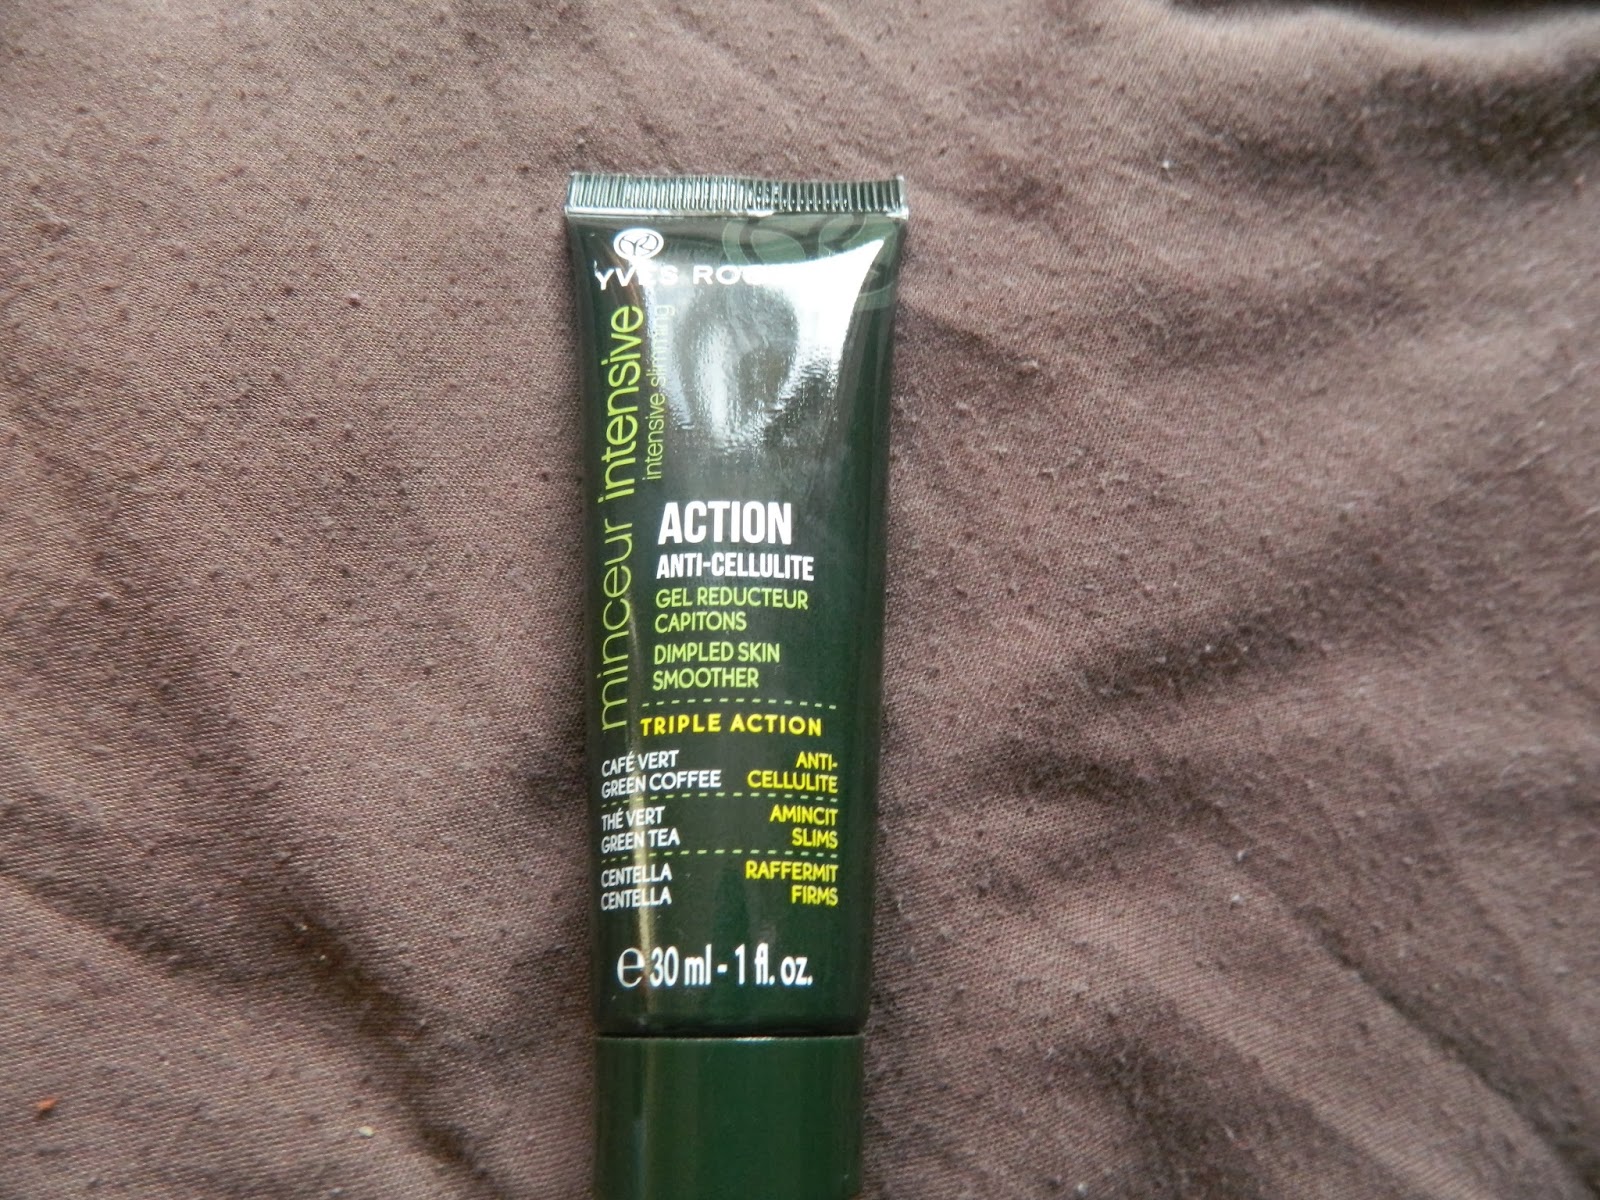 YVES
minceur intensive
intensive slimming
ACTION
ANTI-CELLULITE
GEL REDUCTEUR
CAPITONS
DIMPLED SKIN
SMOOTHER
TRIPLE ACTION
CAFÉ VERT ANTI-
GREEN COFFEE CELLULITE
THÉ VERT AMINCIT
GREEN TEA SLIMS
CENTELLA RAFFERMIT
CENTELLA FIRMS
℮ 30 ml - 1 fl. oz.